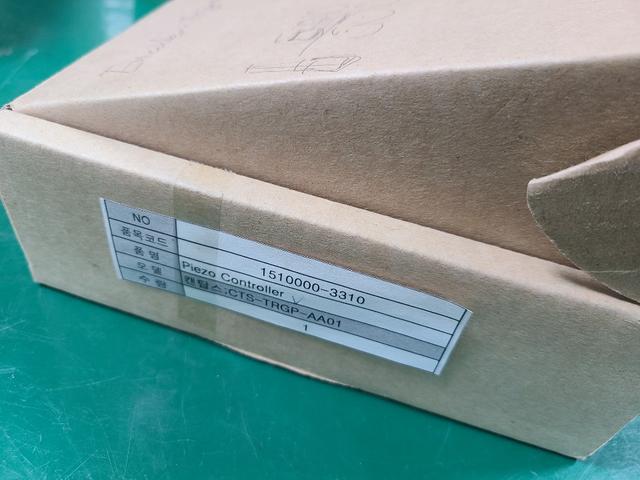 NO
품목코드 1510000-3310
품 명 Piezo Controller
모 델 캔탑스;CTS-TRGP-AA01
수 량 1